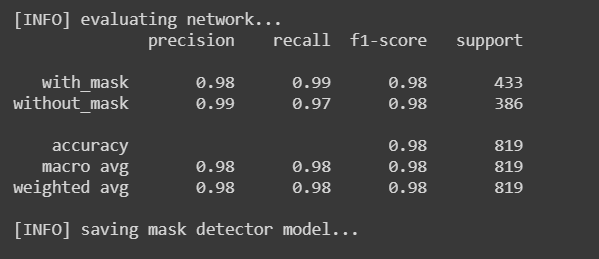 [INFO] evaluating network...
precision recall f1-score support
with_mask 0.98 0.99 0.98 433
without_mask 0.99 0.97 0.98 386
accuracy 0.98 819
macro avg 0.98 0.98 0.98 819
weighted avg 0.98 0.98 0.98 819
[INFO] saving mask detector model...